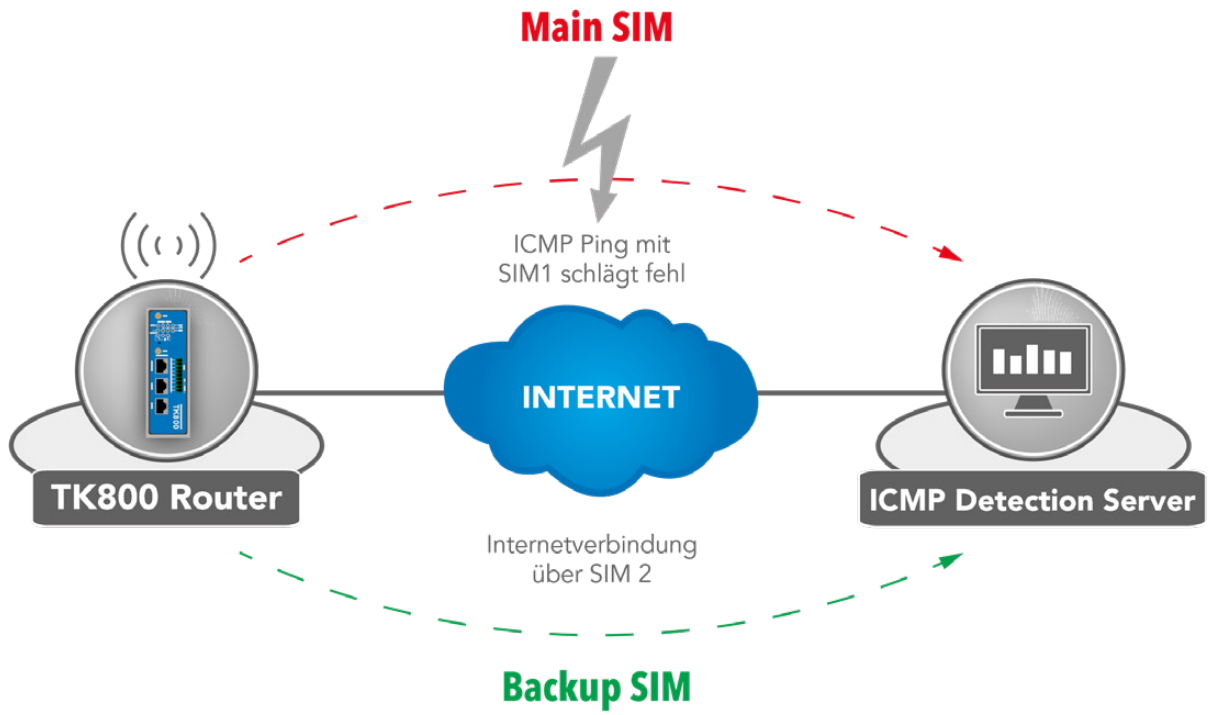 Main SIM
ICMP Ping mit
SIM1 schlägt fehl
INTERNET
TK800
TK800 Router
ICMP Detection Server
Internetverbindung
über SIM 2
Backup SIM